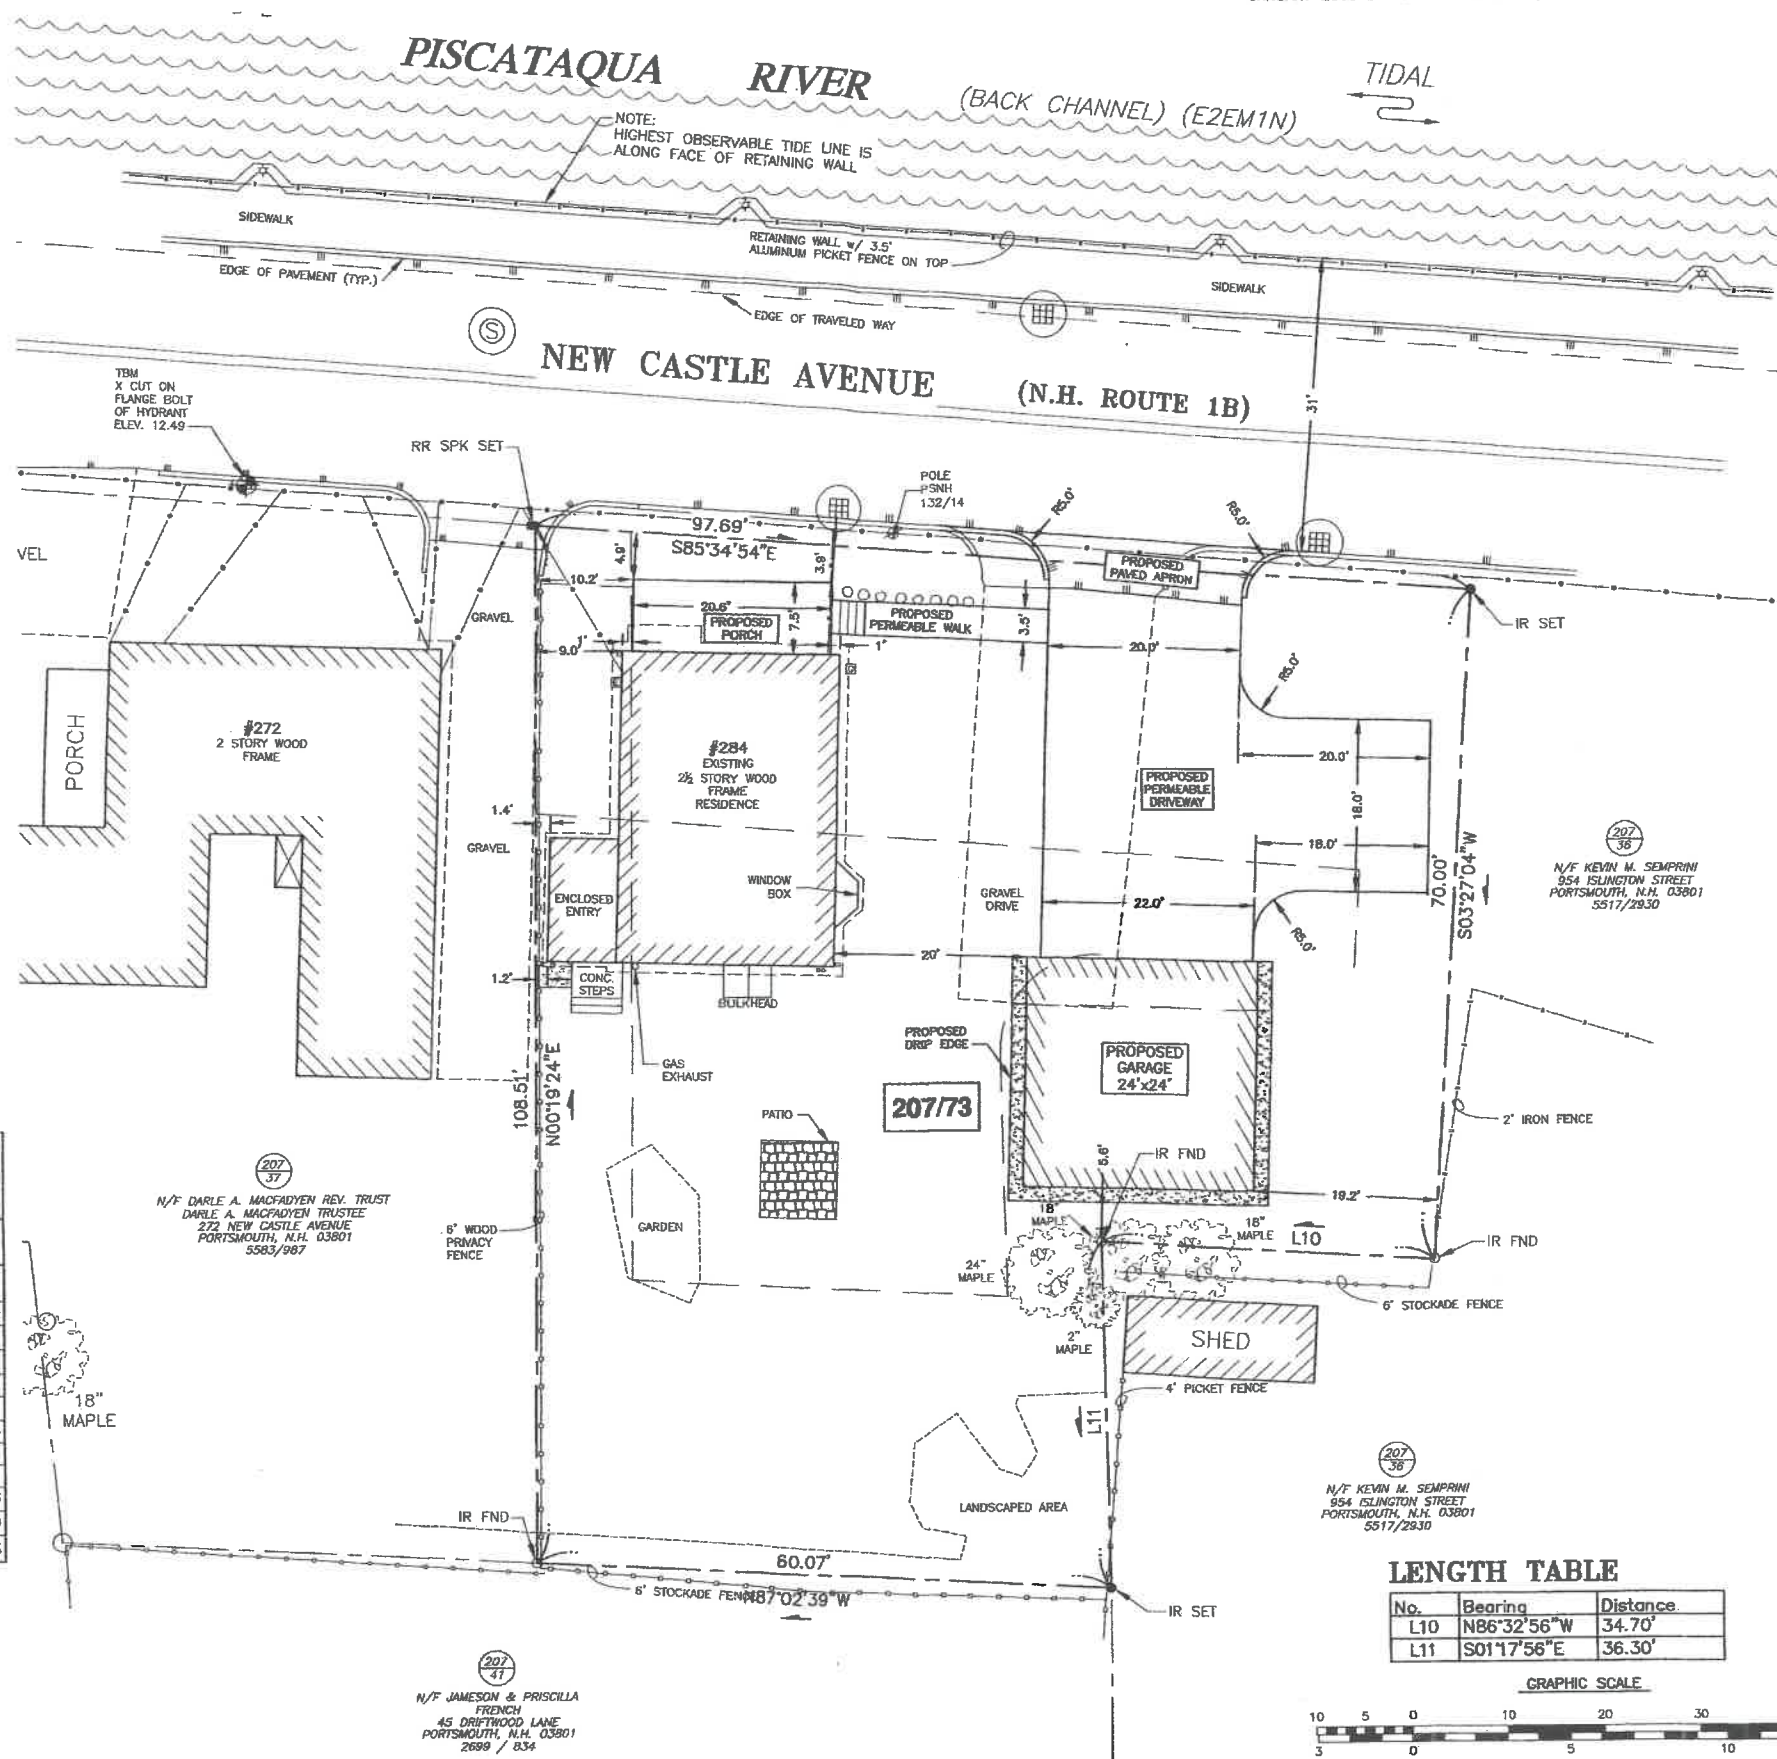 PISCATAQUA RIVER
(BACK CHANNEL) (E2EM1N)
TIDAL
NOTE:
HIGHEST OBSERVABLE TIDE LINE IS
ALONG FACE OF RETAINING WALL
SIDEWALK
RETAINING WALL w/ 3.5'
ALUMINUM PICKET FENCE ON TOP
SIDEWALK
EDGE OF PAVEMENT (TYP.)
EDGE OF TRAVELED WAY
S
NEW CASTLE AVENUE (N.H. ROUTE 1B)
31'
TBM
X CUT ON
FLANGE BOLT
OF HYDRANT
ELEV. 12.49
RR SPK SET
POLE
PSNH
132/14
R5.0'
R5.0'
97.69'
S85°34'54"E
4.9'
3.9'
10.2'
20.6'
7.5'
PROPOSED
PORCH
PROPOSED
PERMEABLE WALK
3.5'
PROPOSED
PAVED APRON
IR SET
VEL
GRAVEL
9.0'
1'
1"
20.0'
R5.0'
PORCH
#272
2 STORY WOOD
FRAME
#284
EXISTING
2½ STORY WOOD
FRAME
RESIDENCE
PROPOSED
PERMEABLE
DRIVEWAY
20.0'
18.0'
18.0'
1.4'
GRAVEL
ENCLOSED
ENTRY
WINDOW
BOX
GRAVEL
DRIVE
22.0'
R5.0'
70.00'
S03°27'04"W
207
36
N/F KEVIN M. SEMPRINI
954 ISLINGTON STREET
PORTSMOUTH, N.H. 03801
5517/2930
20'
1.2'
CONC.
STEPS
BULKHEAD
GAS
EXHAUST
PROPOSED
DRIP EDGE
PROPOSED
GARAGE
24'x24'
207/73
PATIO
108.51'
N00°19'24"E
2' IRON FENCE
5.6'
IR FND
19.2'
207
37
N/F DARLE A. MACFADYEN REV. TRUST
DARLE A. MACFADYEN TRUSTEE
272 NEW CASTLE AVENUE
PORTSMOUTH, N.H. 03801
5583/987
6' WOOD
PRIVACY
FENCE
GARDEN
18"
MAPLE
18"
MAPLE
L10
IR FND
24"
MAPLE
6' STOCKADE FENCE
2"
MAPLE
SHED
4' PICKET FENCE
L11
18"
MAPLE
LANDSCAPED AREA
207
36
N/F KEVIN M. SEMPRINI
954 ISLINGTON STREET
PORTSMOUTH, N.H. 03801
5517/2930
IR FND
60.07'
6' STOCKADE FENCE
N87°02'39"W
IR SET
207
41
N/F JAMESON & PRISCILLA
FRENCH
45 DRIFTWOOD LANE
PORTSMOUTH, N.H. 03801
2699 / 834
LENGTH TABLE
No. Bearing Distance
L10 N86°32'56"W 34.70'
L11 S01°17'56"E 36.30'
GRAPHIC SCALE
10 5 0 10 20 30
3 0 5 10